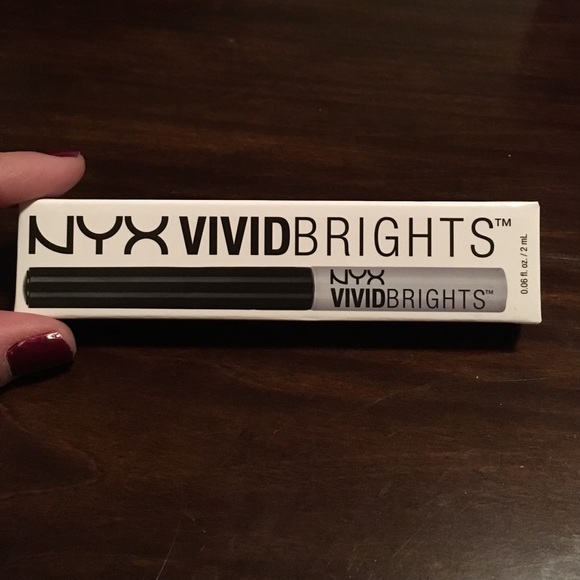 NYX VIVIDBRIGHTS™
NYX
VIVIDBRIGHTS™
0.06 fl. oz. / 2 mL